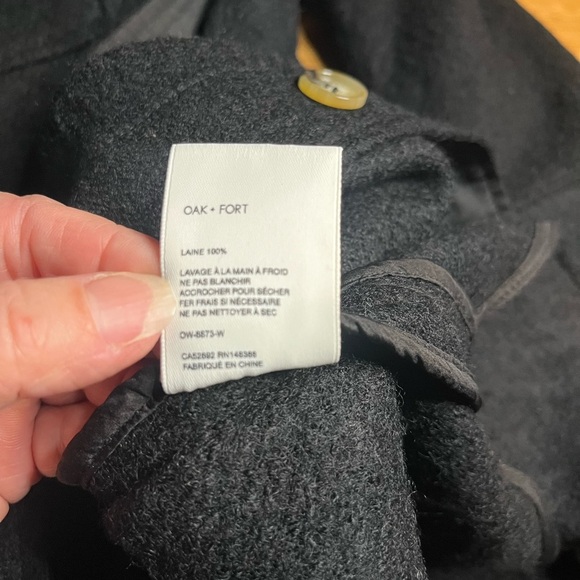 OAK + FORT
LAINE 100%
LAVAGE À LA MAIN À FROID
NE PAS BLANCHIR
ACCROCHER POUR SÉCHER
FER FRAIS SI NÉCESSAIRE
NE PAS NETTOYER À SEC
OW-8873-W
CA52692 RN148386
FABRIQUÉ EN CHINE